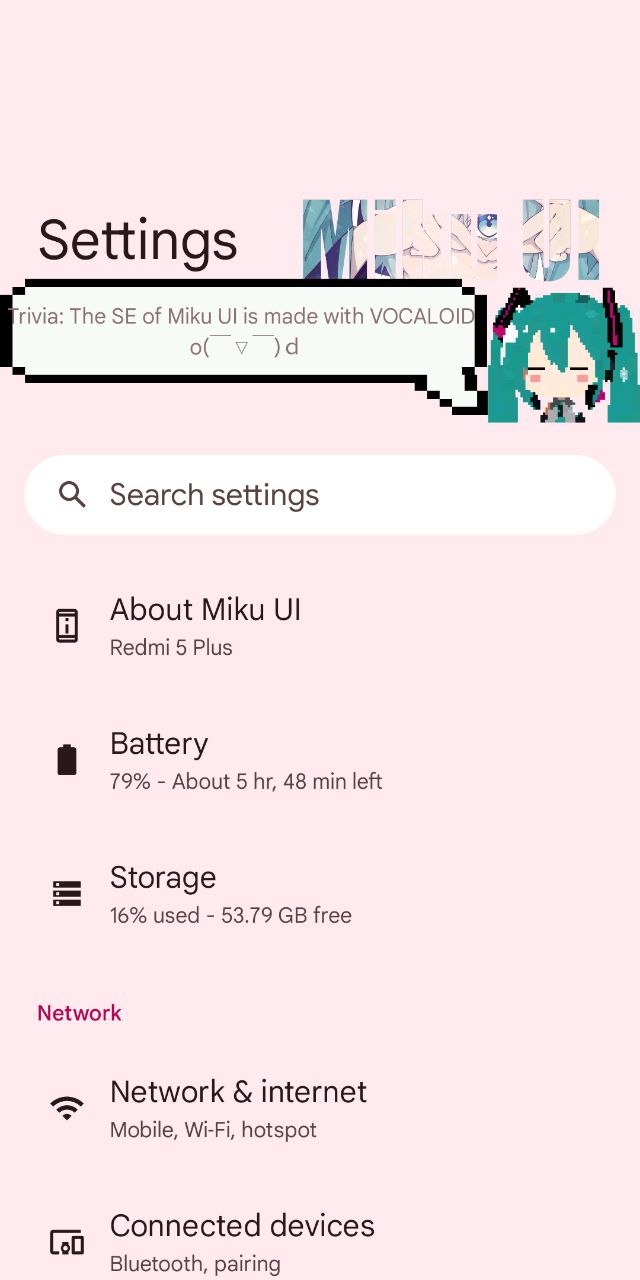 Settings
Miku UI
Trivia: The SE of Miku UI is made with VOCALOID
o(￣ ▽ ￣) d
Search settings
About Miku UI
Redmi 5 Plus
Battery
79% - About 5 hr, 48 min left
Storage
16% used - 53.79 GB free
Network
Network & internet
Mobile, Wi-Fi, hotspot
Connected devices
Bluetooth, pairing